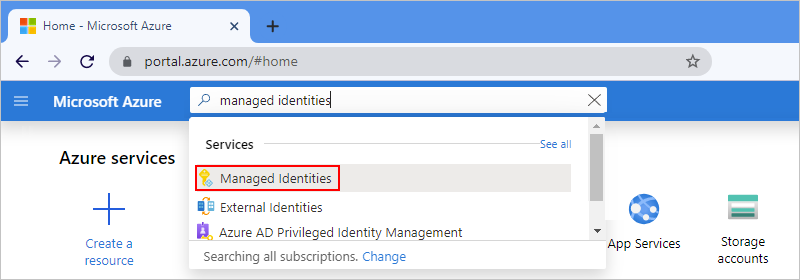 Home - Microsoft Azure
portal.azure.com/#home
Microsoft Azure
managed identities
Services
See all
Managed Identities
External Identities
Azure AD Privileged Identity Management
Searching all subscriptions. Change
Azure services
Create a
resource
App Services
Storage
accounts